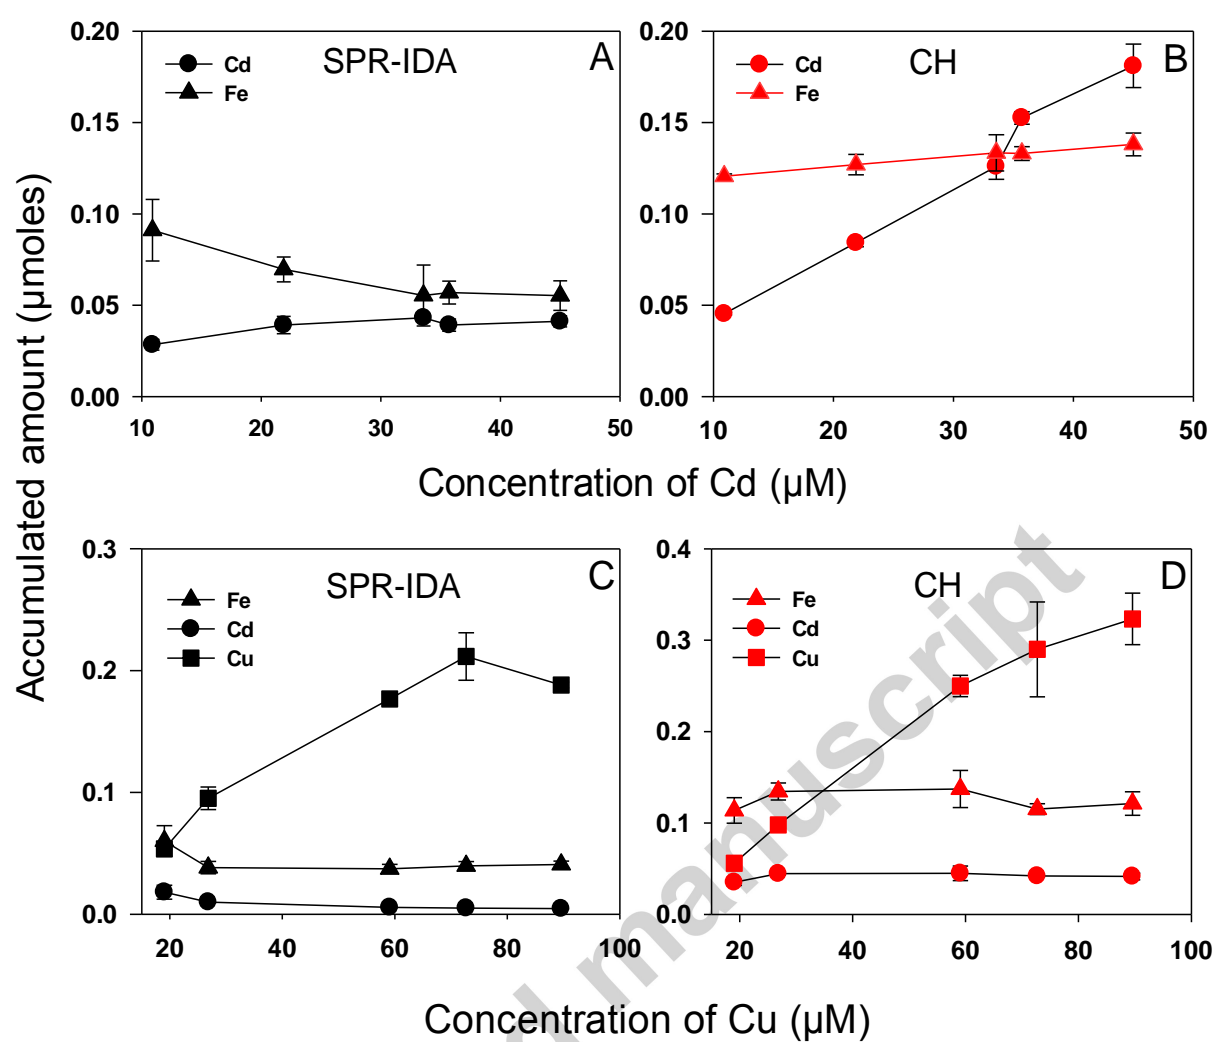 Accumulated amount (µmoles)
SPR-IDA
A
Cd
Fe
0.20
0.15
0.10
0.05
0.00
10 20 30 40 50
CH
B
Cd
Fe
0.20
0.15
0.10
0.05
0.00
10 20 30 40 50
Concentration of Cd (µM)
SPR-IDA
C
Fe
Cd
Cu
0.3
0.2
0.1
0.0
20 40 60 80 100
CH
D
Fe
Cd
Cu
0.4
0.3
0.2
0.1
0.0
20 40 60 80 100
Concentration of Cu (µM)
manuscript